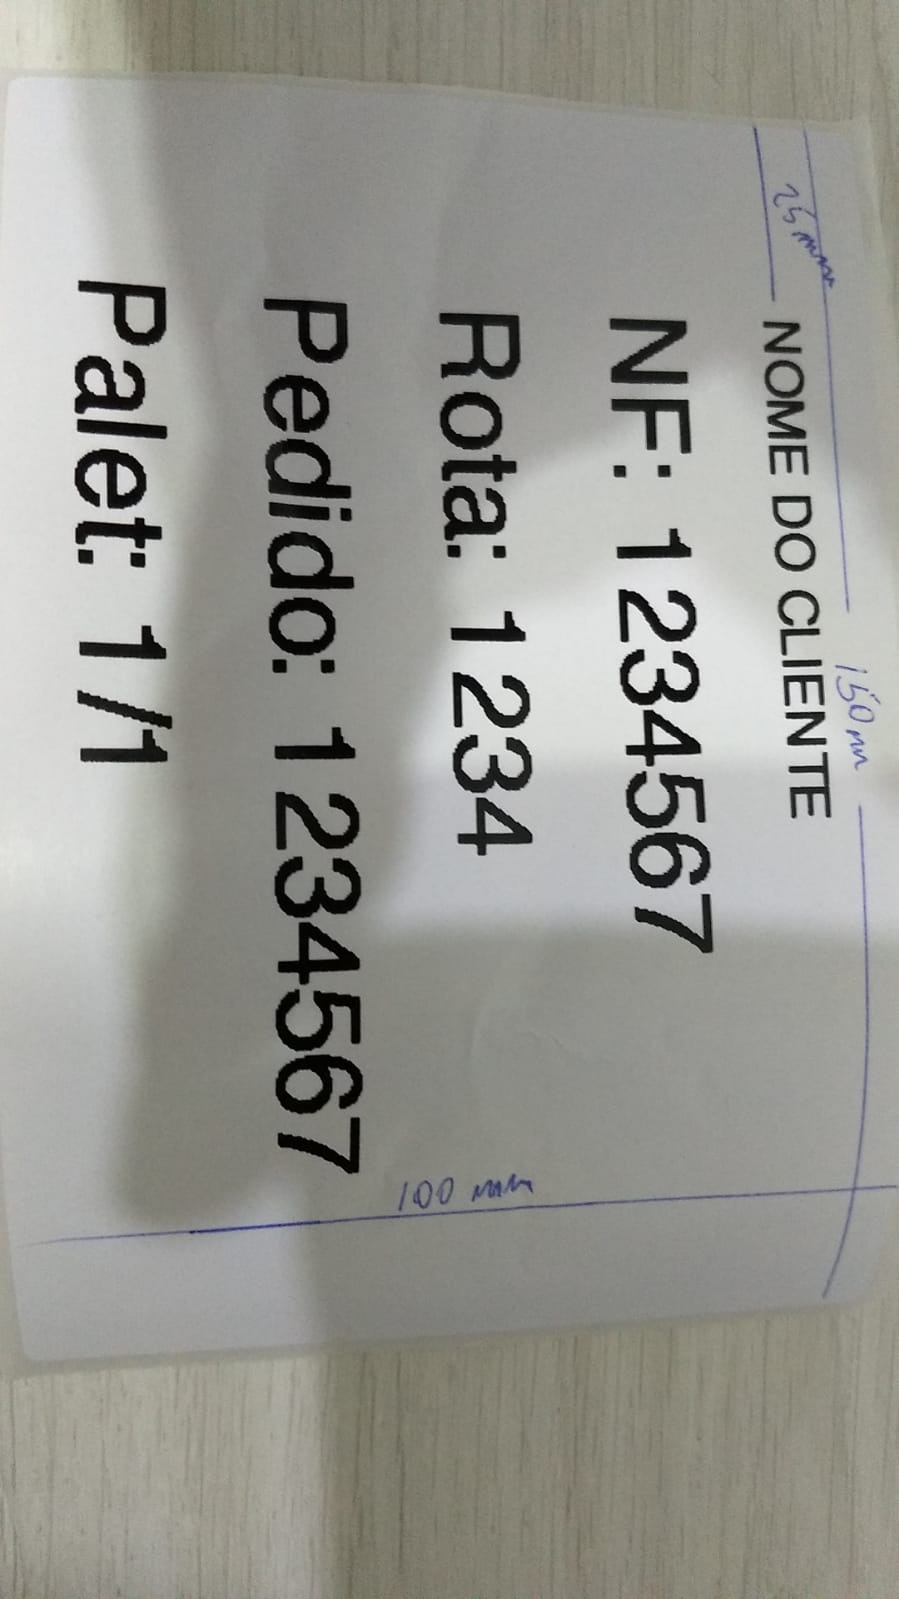 150 mm
25 mm
NOME DO CLIENTE
NF: 1234567
Rota: 1234
Pedido: 1234567
Palet: 1/1
100 mm